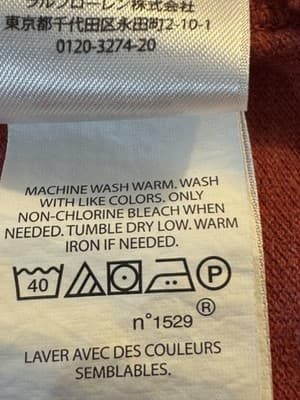 ラルフローレン株式会社
東京都千代田区永田町2-10-1
0120-3274-20
MACHINE WASH WARM. WASH
WITH LIKE COLORS. ONLY
NON-CHLORINE BLEACH WHEN
NEEDED. TUMBLE DRY LOW. WARM
IRON IF NEEDED.
40 P
n°1529 ®
LAVER AVEC DES COULEURS
SEMBLABLES.